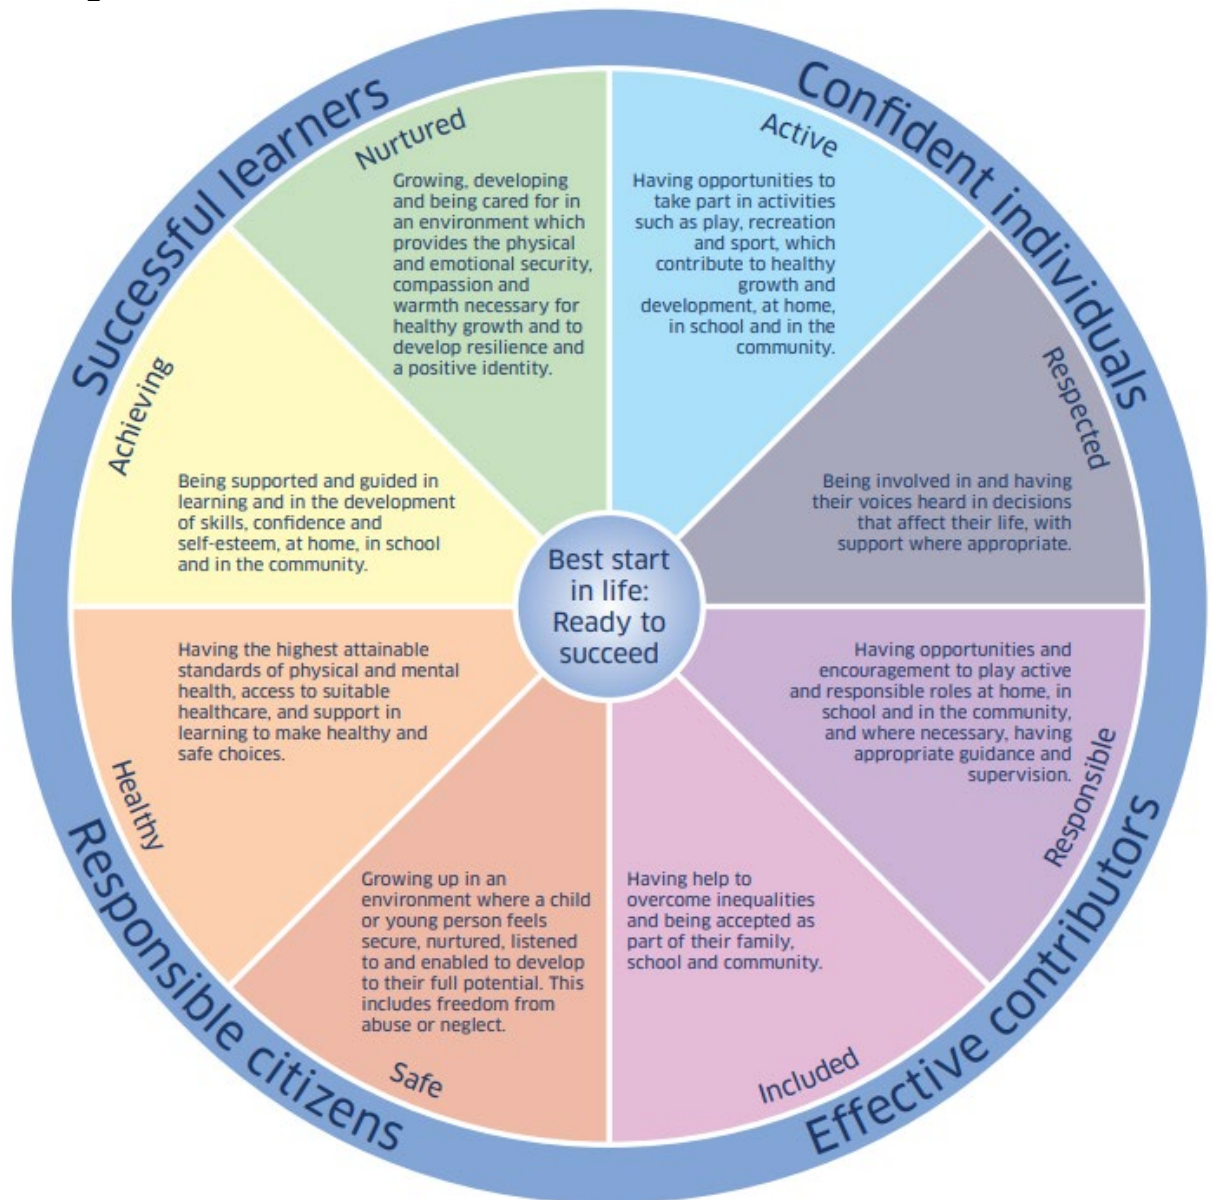 Successful learners
Confident individuals
Nurtured
Growing, developing
and being cared for in
an environment which
provides the physical
and emotional security,
compassion and
warmth necessary for
healthy growth and to
develop resilience and
a positive identity.
Active
Having opportunities to
take part in activities
such as play, recreation
and sport, which
contribute to healthy
growth and
development, at home,
in school and in the
community.
Achieving
Being supported and guided in
learning and in the development
of skills, confidence and
self-esteem, at home, in school
and in the community.
Respected
Being involved in and having
their voices heard in decisions
that affect their life, with
support where appropriate.
Best start
in life:
Ready to
succeed
Having the highest attainable
standards of physical and mental
health, access to suitable
healthcare, and support in
learning to make healthy and
safe choices.
Healthy
Having opportunities and
encouragement to play active
and responsible roles at home, in
school and in the community,
and where necessary, having
appropriate guidance and
supervision.
Responsible
Growing up in an
environment where a child
or young person feels
secure, nurtured, listened
to and enabled to develop
to their full potential. This
includes freedom from
abuse or neglect.
Safe
Having help to
overcome inequalities
and being accepted as
part of their family,
school and community.
Included
Responsible citizens
Effective contributors